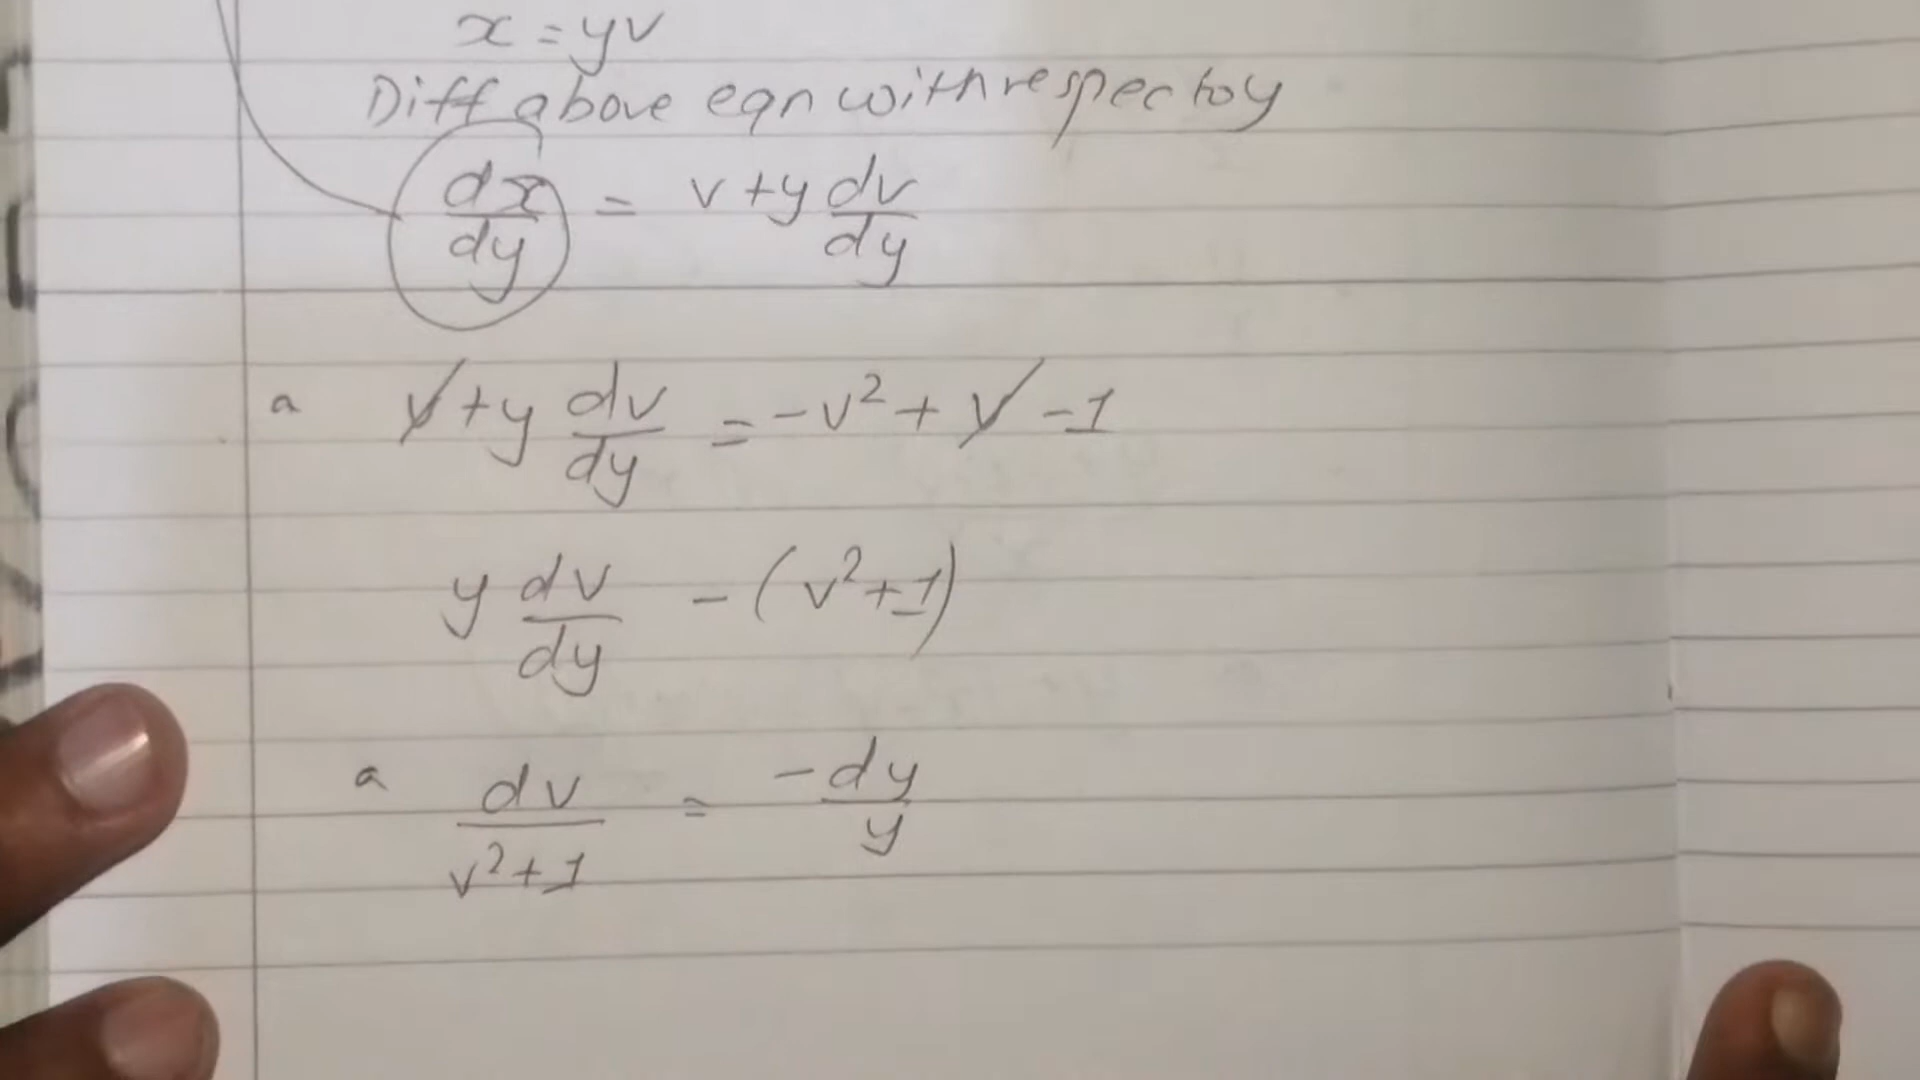 x = yv
Diff above eqn with respect to y
dx/dy = v + y dv/dy
a v + y dv/dy = -v² + v - 1
y dv/dy - (v² + 1)
a dv/v²+1 = -dy/y